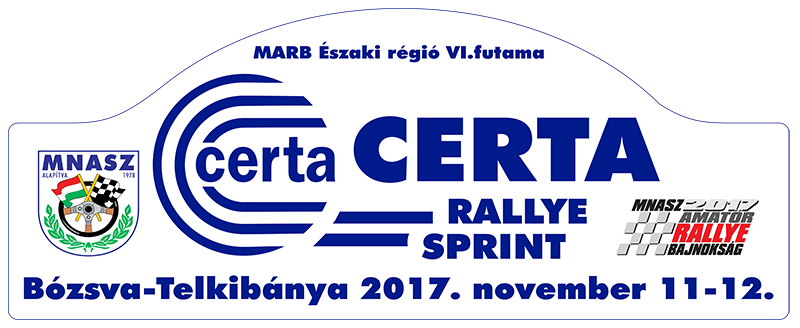 MARB Északi régió VI.futama
certa CERTA
RALLYE
SPRINT
MNASZ
ALAPÍTVA 1978
MNASZ 2017
AMATŐR
RALLYE
BAJNOKSÁG
Bózsva-Telkibánya 2017. november 11-12.